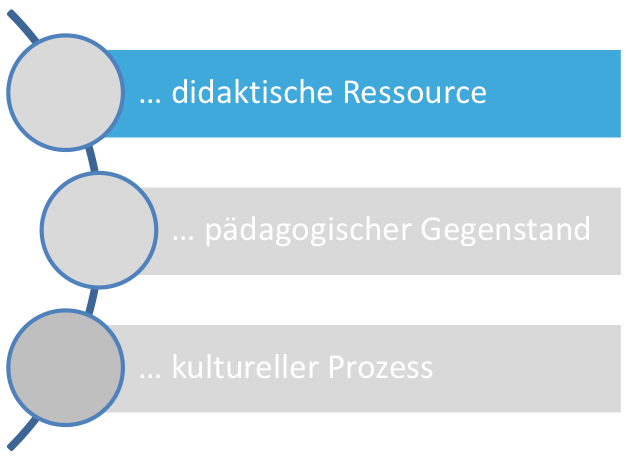 ... didaktische Ressource
... pädagogischer Gegenstand
... kultureller Prozess